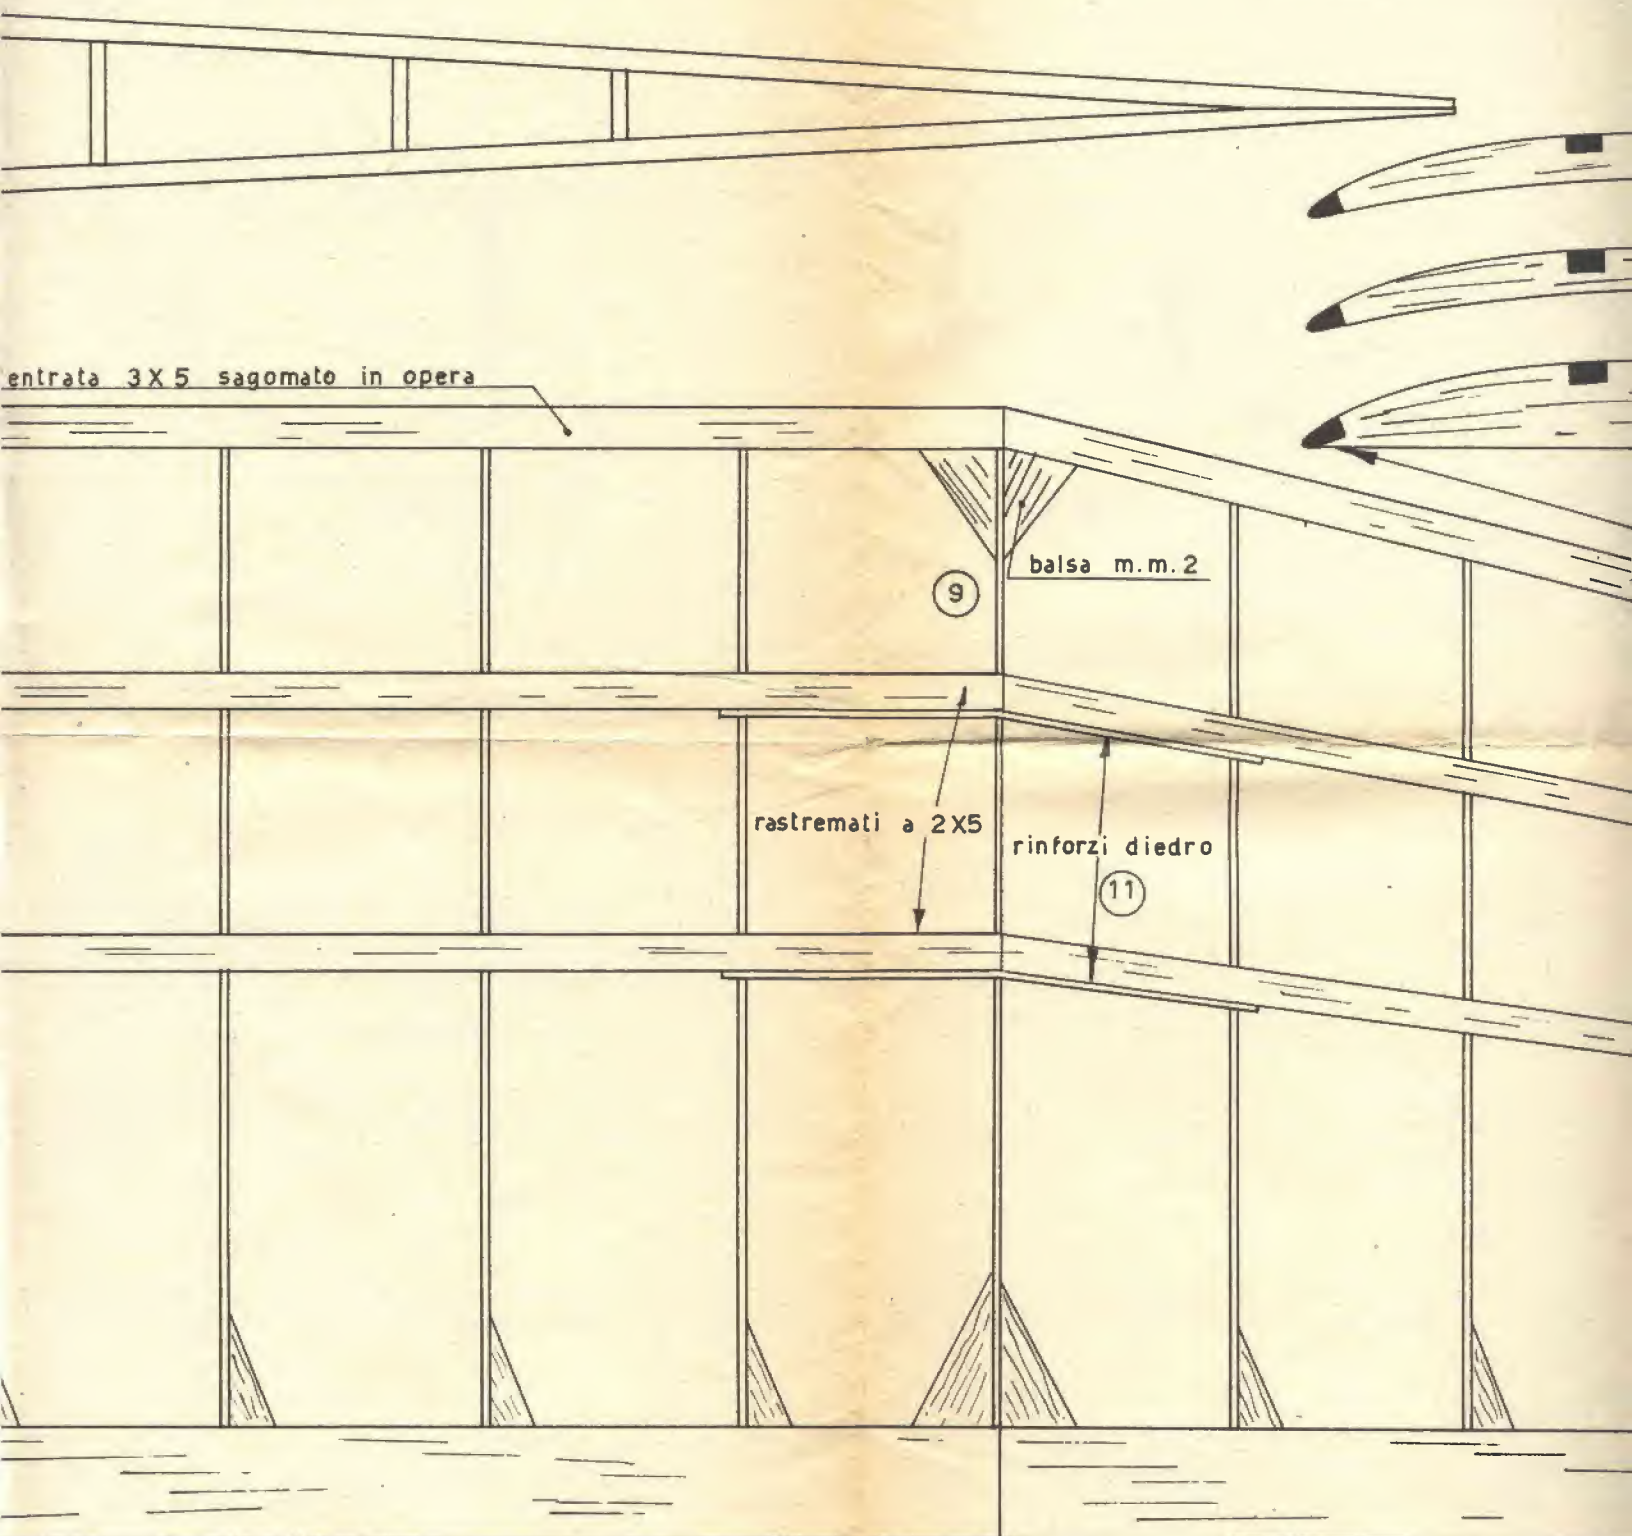 entrata 3X5 sagomato in opera
balsa m.m.2
9
rastremati a 2X5
rinforzi diedro
11